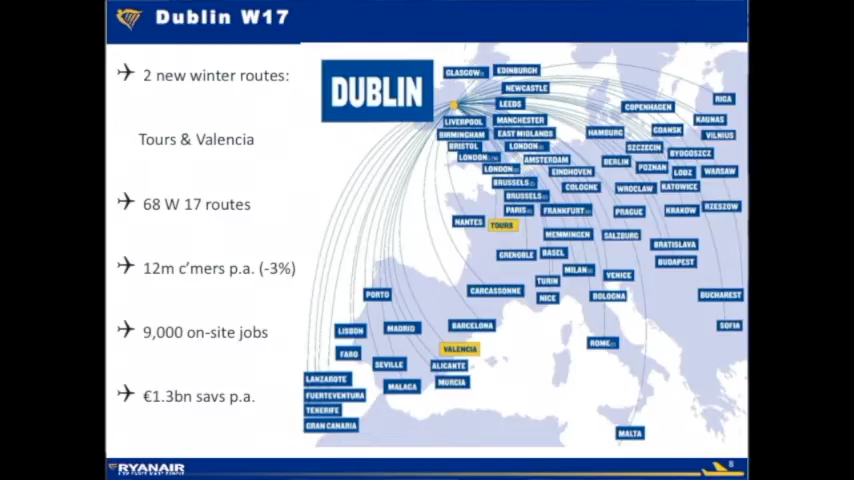 Dublin W17
2 new winter routes:
Tours & Valencia
68 W 17 routes
12m c'mers p.a. (-3%)
9,000 on-site jobs
€1.3bn savs p.a.
DUBLIN
GLASGOW
EDINBURGH
NEWCASTLE
LEEDS
LIVERPOOL
MANCHESTER
BIRMINGHAM
EAST MIDLANDS
BRISTOL
LONDON
LONDON
AMSTERDAM
LONDON
EINDHOVEN
BRUSSELS
COLOGNE
BRUSSELS
PARIS
FRANKFURT
NANTES
TOURS
MEMMINGEN
SALZBURG
GRENOBLE
BASEL
MILAN
VENICE
TURIN
CARCASSONNE
NICE
BOLOGNA
COPENHAGEN
RIGA
HAMBURG
GDANSK
KAUNAS
VILNIUS
SZCZECIN
BYDGOSZCZ
BERLIN
POZNAN
LODZ
WARSAW
WROCLAW
KATOWICE
PRAGUE
KRAKOW
RZESZOW
BRATISLAVA
BUDAPEST
BUCHAREST
SOFIA
ROME
PORTO
LISBON
MADRID
BARCELONA
FARO
VALENCIA
SEVILLE
ALICANTE
LANZAROTE
MALAGA
MURCIA
FUERTEVENTURA
TENERIFE
GRAN CANARIA
MALTA
RYANAIR
8